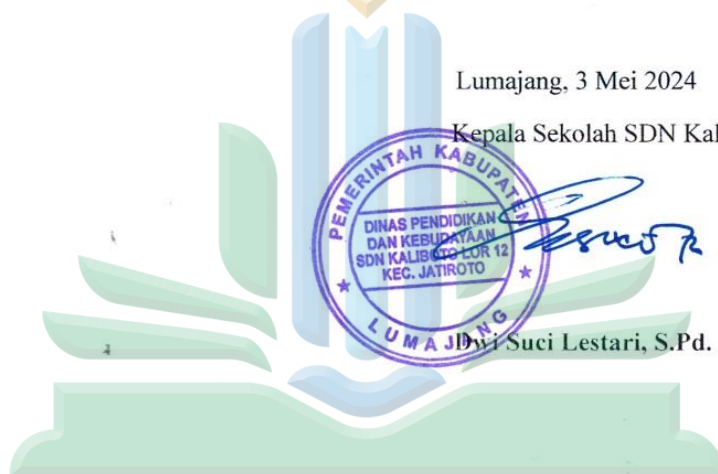 Lumajang, 3 Mei 2024
Kepala Sekolah SDN Kal
PEMERINTAH KABUPATEN
DINAS PENDIDIKAN
DAN KEBUDAYAAN
SDN KALIBOTO LOR 12
KEC. JATIROTO
LUMAJANG
Dwi Suci Lestari, S.Pd.